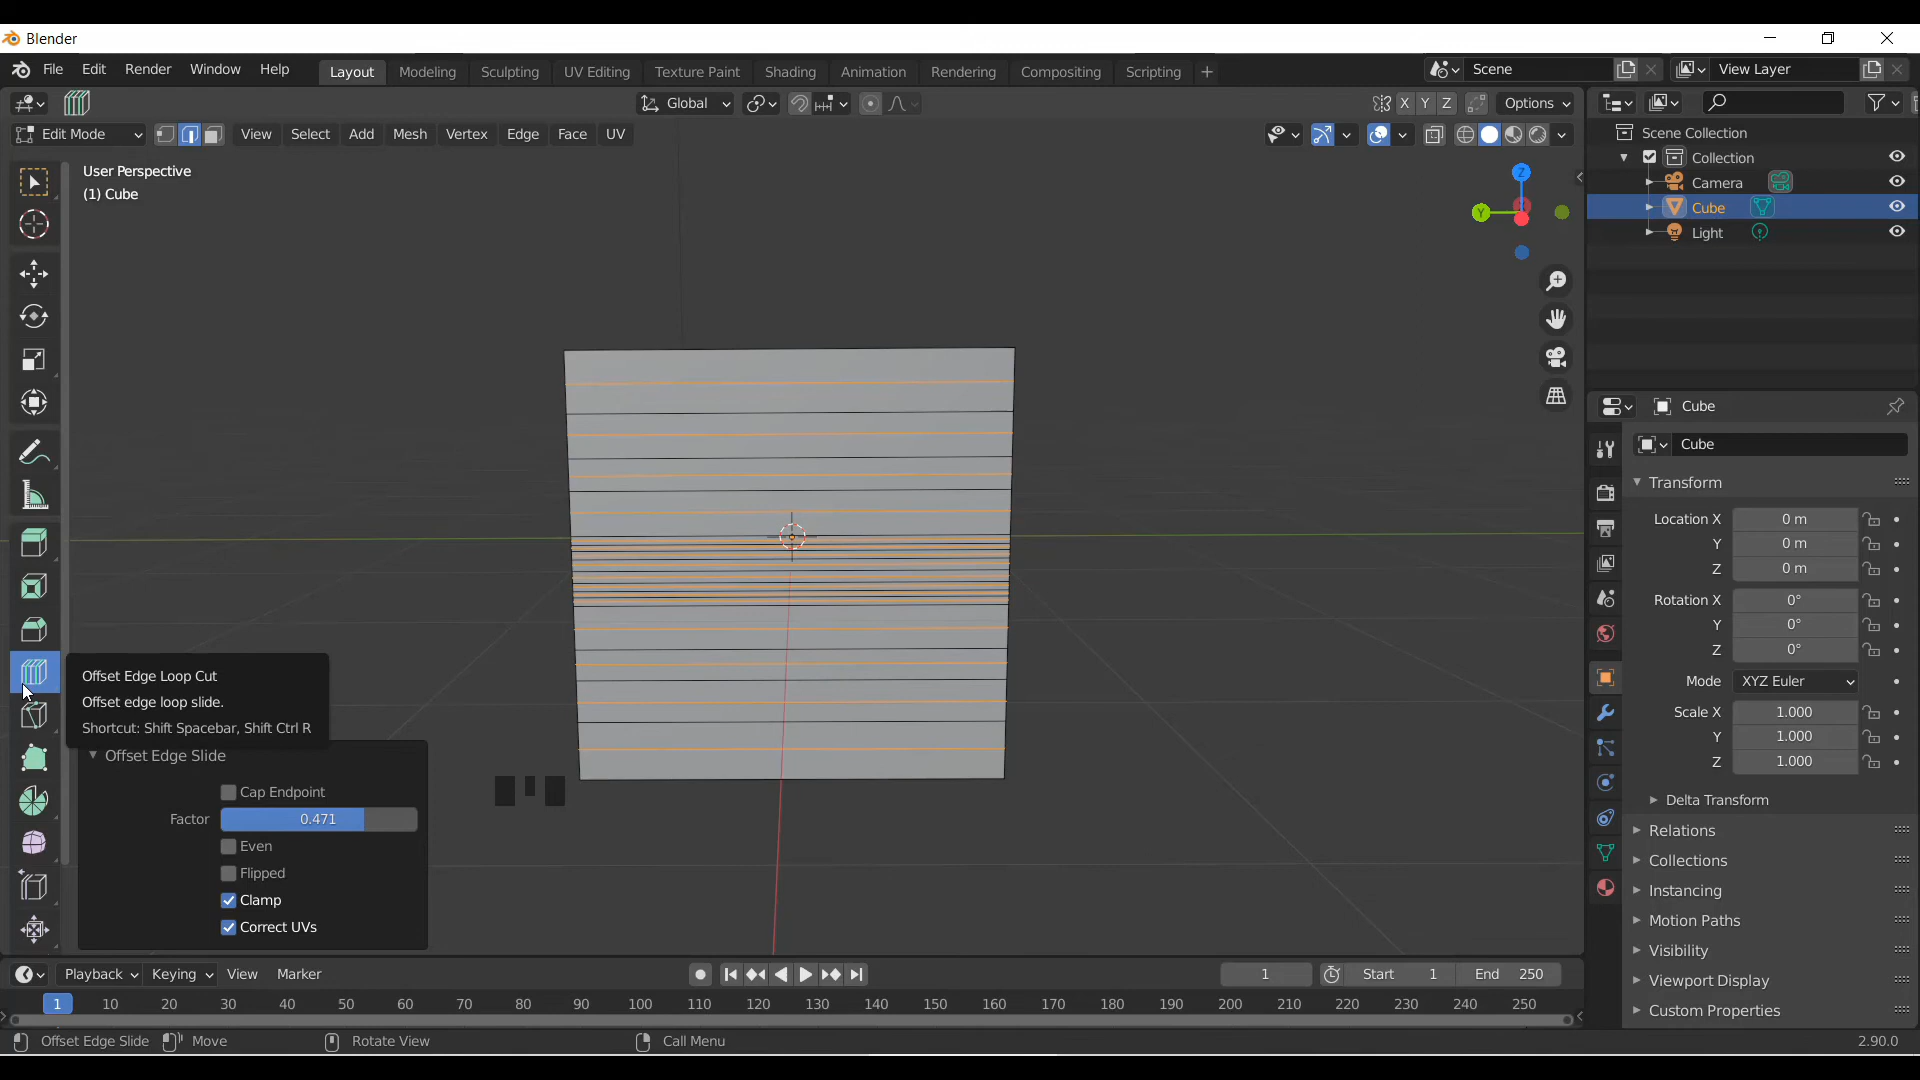 Blender
File Edit Render Window Help Layout Modeling Sculpting UV Editing Texture Paint Shading Animation Rendering Compositing Scripting + Scene View Layer
Global X Y Z Options
Edit Mode View Select Add Mesh Vertex Edge Face UV
Scene Collection
Collection
Camera
Cube
Light
User Perspective
(1) Cube
Z
Y
Cube
Cube
Transform
Location X 0 m
Y 0 m
Z 0 m
Rotation X 0°
Y 0°
Z 0°
Mode XYZ Euler
Scale X 1.000
Y 1.000
Z 1.000
Delta Transform
Relations
Collections
Instancing
Motion Paths
Visibility
Viewport Display
Custom Properties
Offset Edge Loop Cut
Offset edge loop slide.
Shortcut: Shift Spacebar, Shift Ctrl R
Offset Edge Slide
Cap Endpoint
Factor 0.471
Even
Flipped
Clamp
Correct UVs
Playback Keying View Marker 1 Start 1 End 250
1 10 20 30 40 50 60 70 80 90 100 110 120 130 140 150 160 170 180 190 200 210 220 230 240 250
Offset Edge Slide Move Rotate View Call Menu 2.90.0